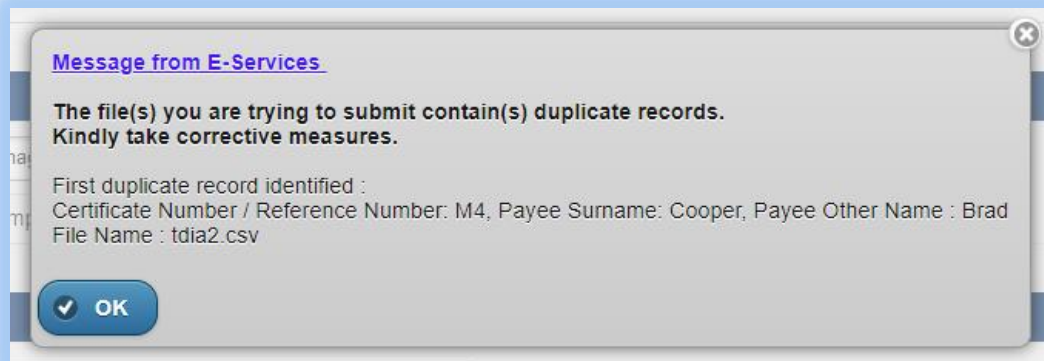 Message from E-Services
The file(s) you are trying to submit contain(s) duplicate records.
Kindly take corrective measures.
First duplicate record identified :
Certificate Number / Reference Number: M4, Payee Surname: Cooper, Payee Other Name : Brad
File Name : tdia2.csv
OK